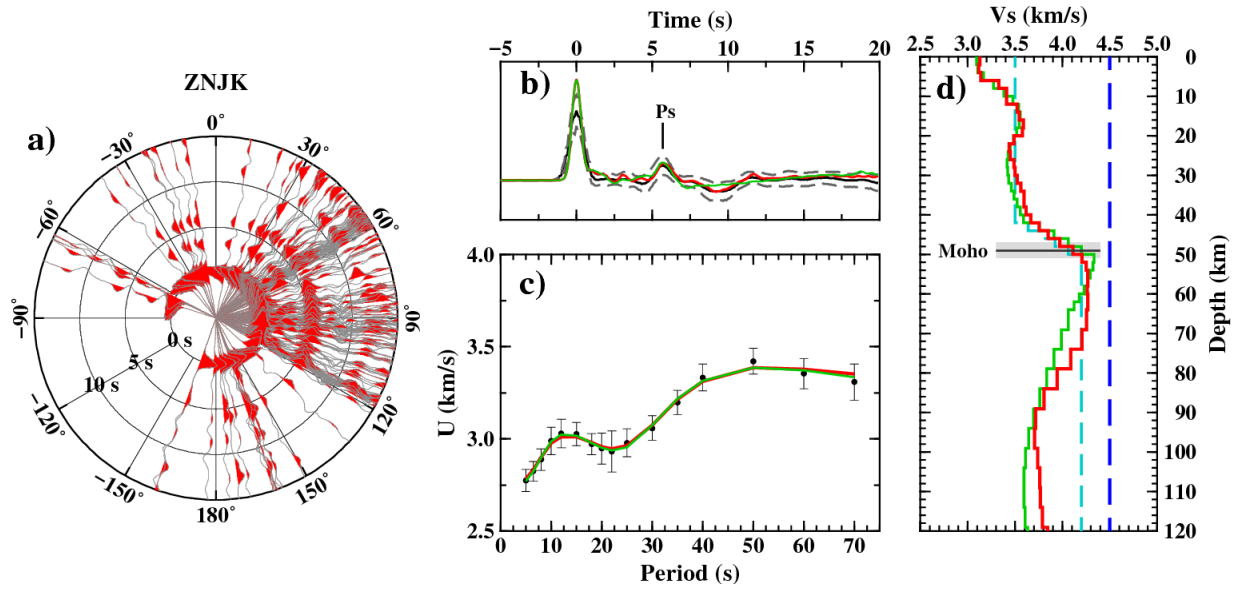 ZNJK
a)
0°
30°
60°
90°
120°
150°
180°
−150°
−120°
−90°
−60°
−30°
0 s
5 s
10 s
Time (s)
−5 0 5 10 15 20
b)
Ps
c)
4.0
3.5
3.0
2.5
U (km/s)
0 10 20 30 40 50 60 70
Period (s)
Vs (km/s)
2.5 3.0 3.5 4.0 4.5 5.0
d)
Moho
0
10
20
30
40
50
60
70
80
90
100
110
120
Depth (km)